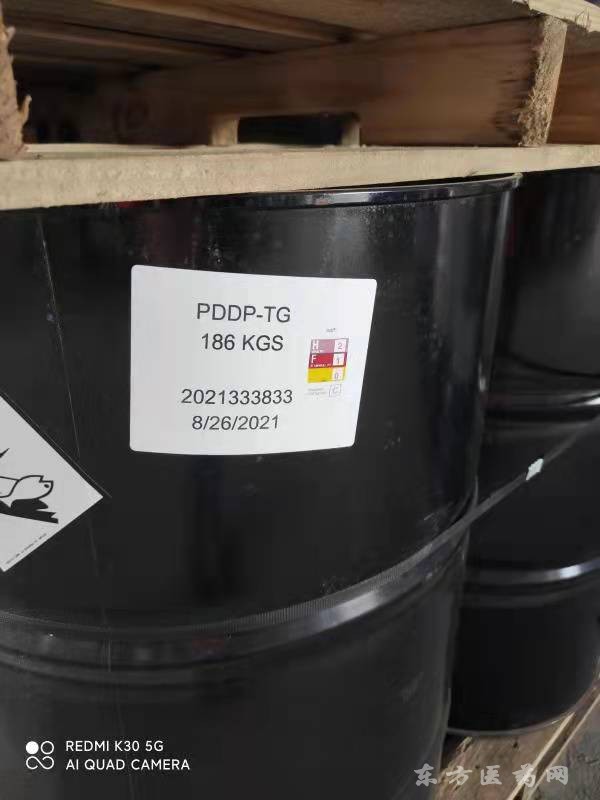 PDDP-TG
186 KGS
H 2
F 1
0
C
2021333833
8/26/2021
REDMI K30 5G
AI QUAD CAMERA
东方医药网